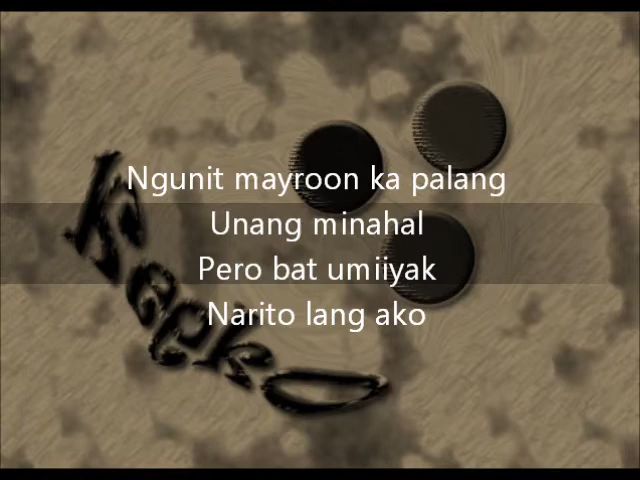 Ngunit mayroon ka palang
Unang minahal
Pero bat umiiyak
Narito lang ako